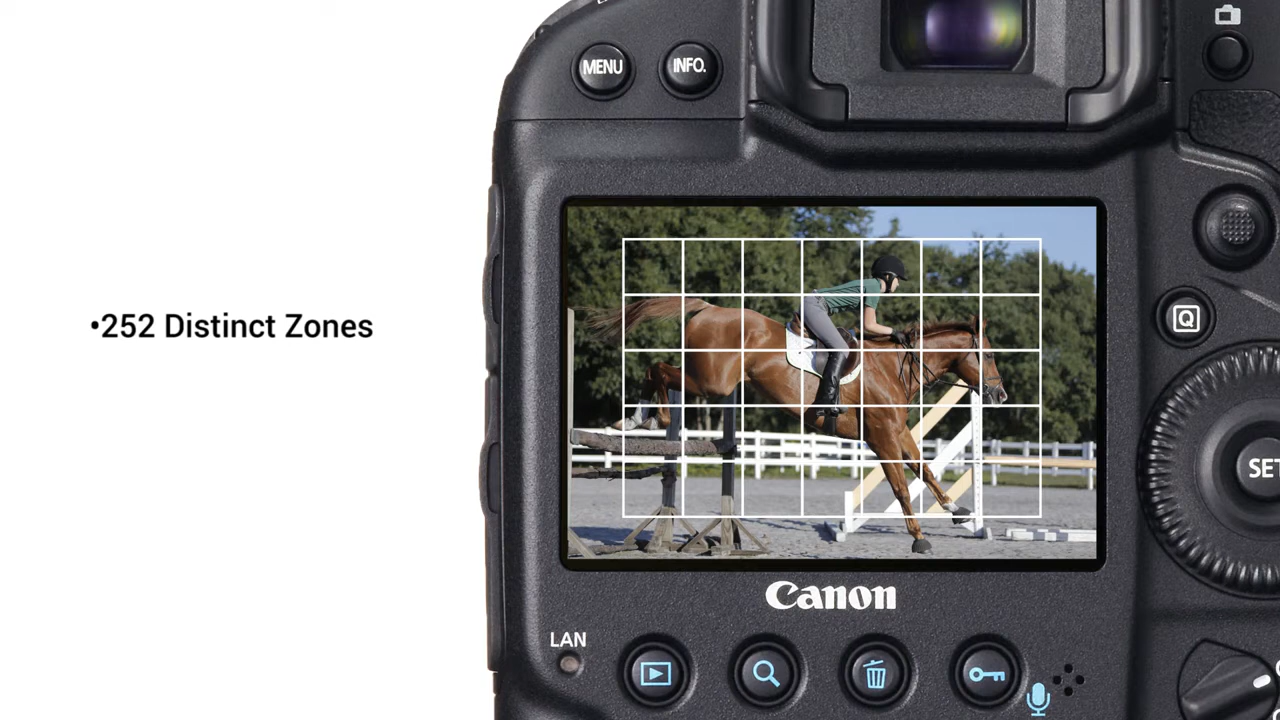 MENU
INFO.
•252 Distinct Zones
Q
SET
Canon
LAN